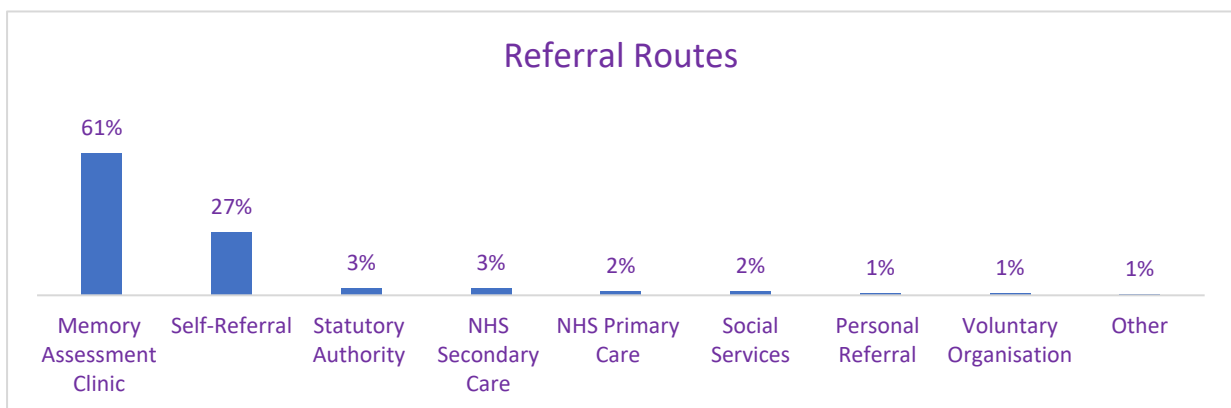 Referral Routes
61%
27%
3%
3%
2%
2%
1%
1%
1%
Memory
Assessment
Clinic
Self-Referral
Statutory
Authority
NHS
Secondary
Care
NHS Primary
Care
Social
Services
Personal
Referral
Voluntary
Organisation
Other